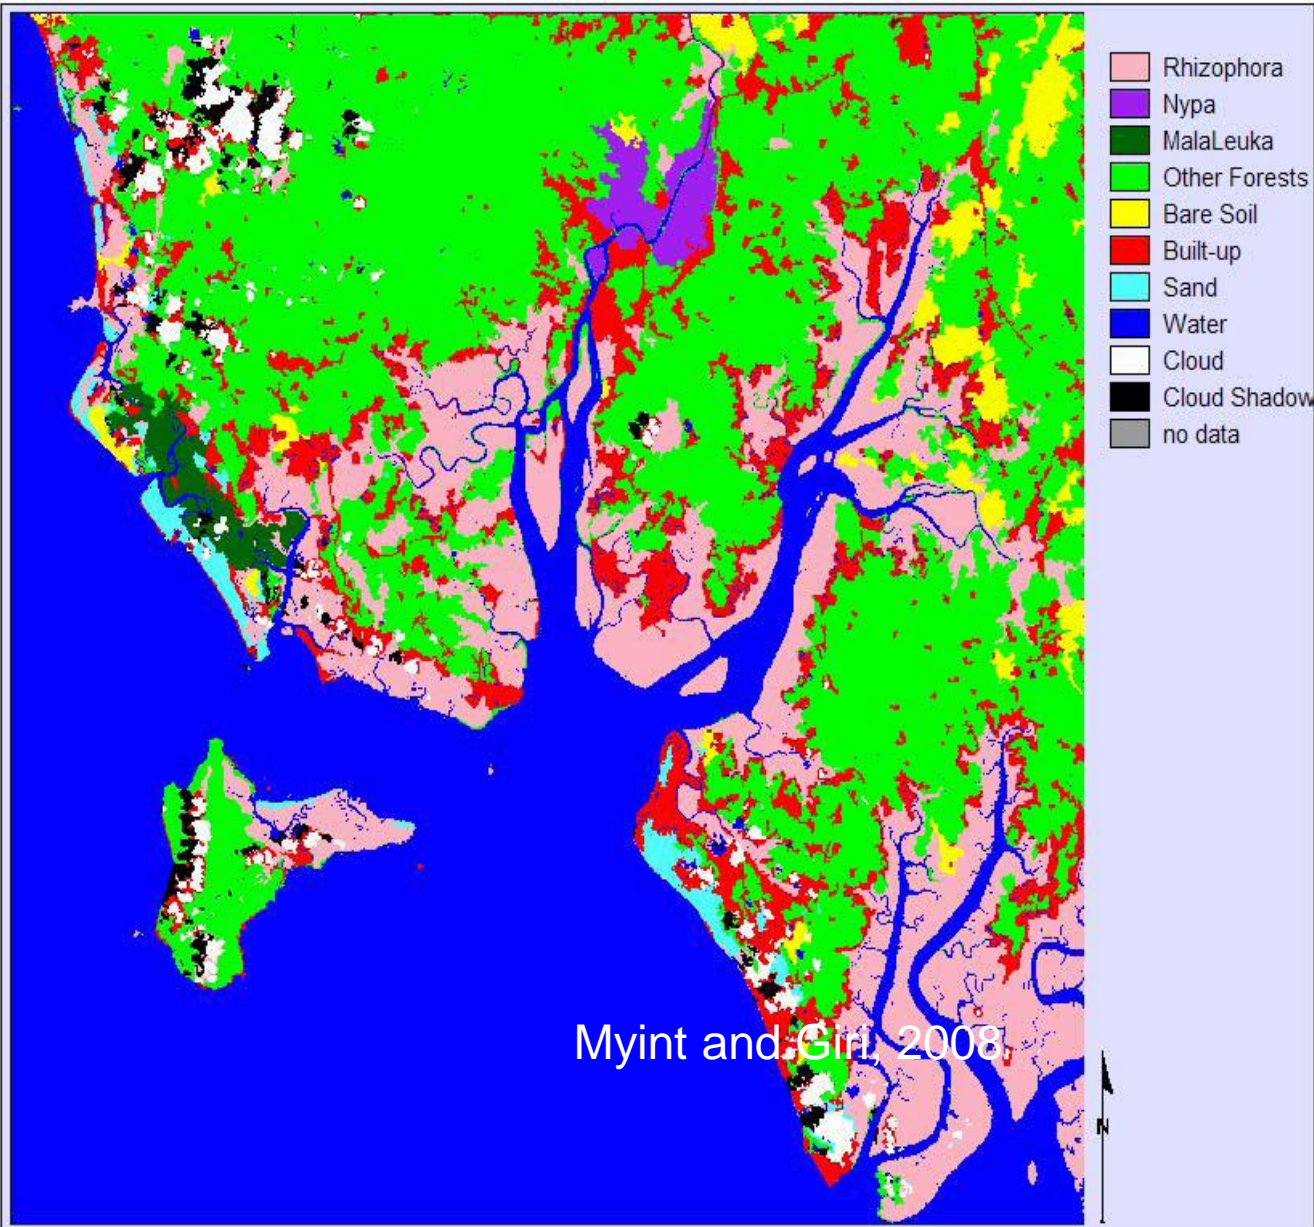 Rhizophora
Nypa
MalaLeuka
Other Forests
Bare Soil
Built-up
Sand
Water
Cloud
Cloud Shadow
no data
Myint and Giri, 2008
N